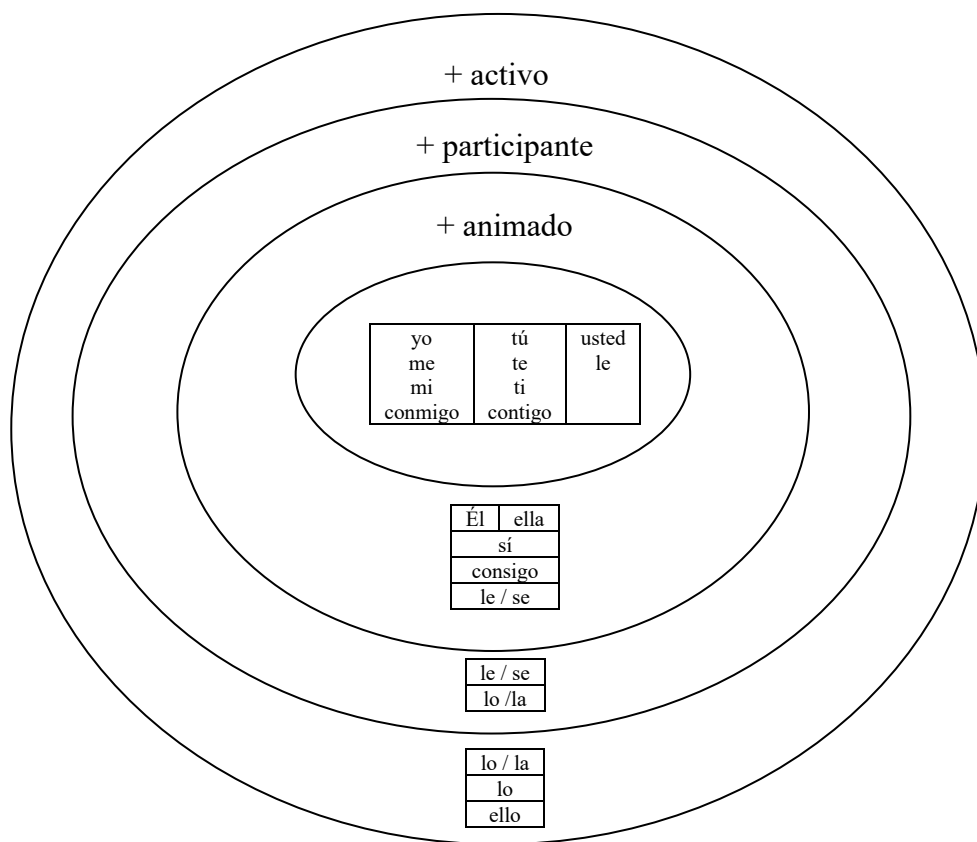 + activo
+ participante
+ animado
yo tú usted
me te le
mi ti
conmigo contigo
Él ella
sí
consigo
le / se
le / se
lo /la
lo / la
lo
ello